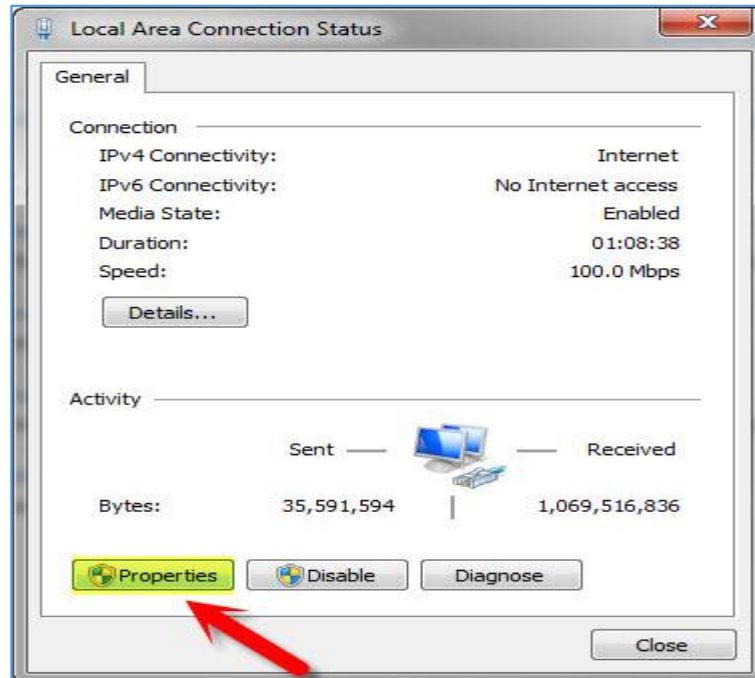 Local Area Connection Status
General
Connection
IPv4 Connectivity: Internet
IPv6 Connectivity: No Internet access
Media State: Enabled
Duration: 01:08:38
Speed: 100.0 Mbps
Details...
Activity
Sent Received
Bytes: 35,591,594 1,069,516,836
Properties Disable Diagnose
Close